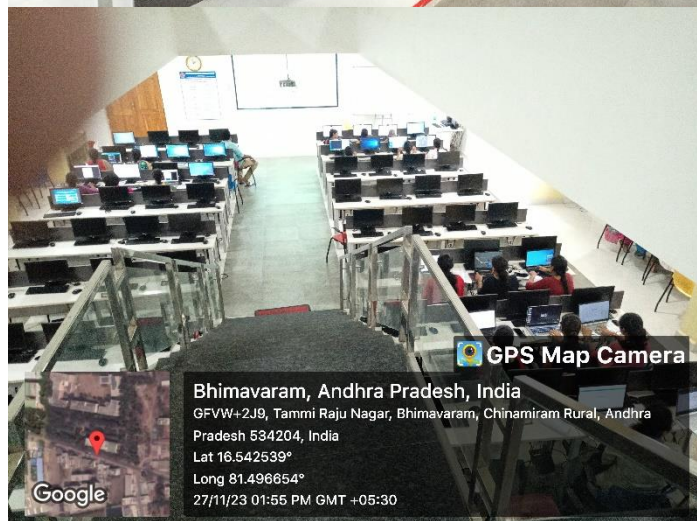 GPS Map Camera
Bhimavaram, Andhra Pradesh, India
GFVW+2J9, Tammi Raju Nagar, Bhimavaram, Chinamiram Rural, Andhra
Pradesh 534204, India
Lat 16.542539°
Long 81.496654°
27/11/23 01:55 PM GMT +05:30
Google